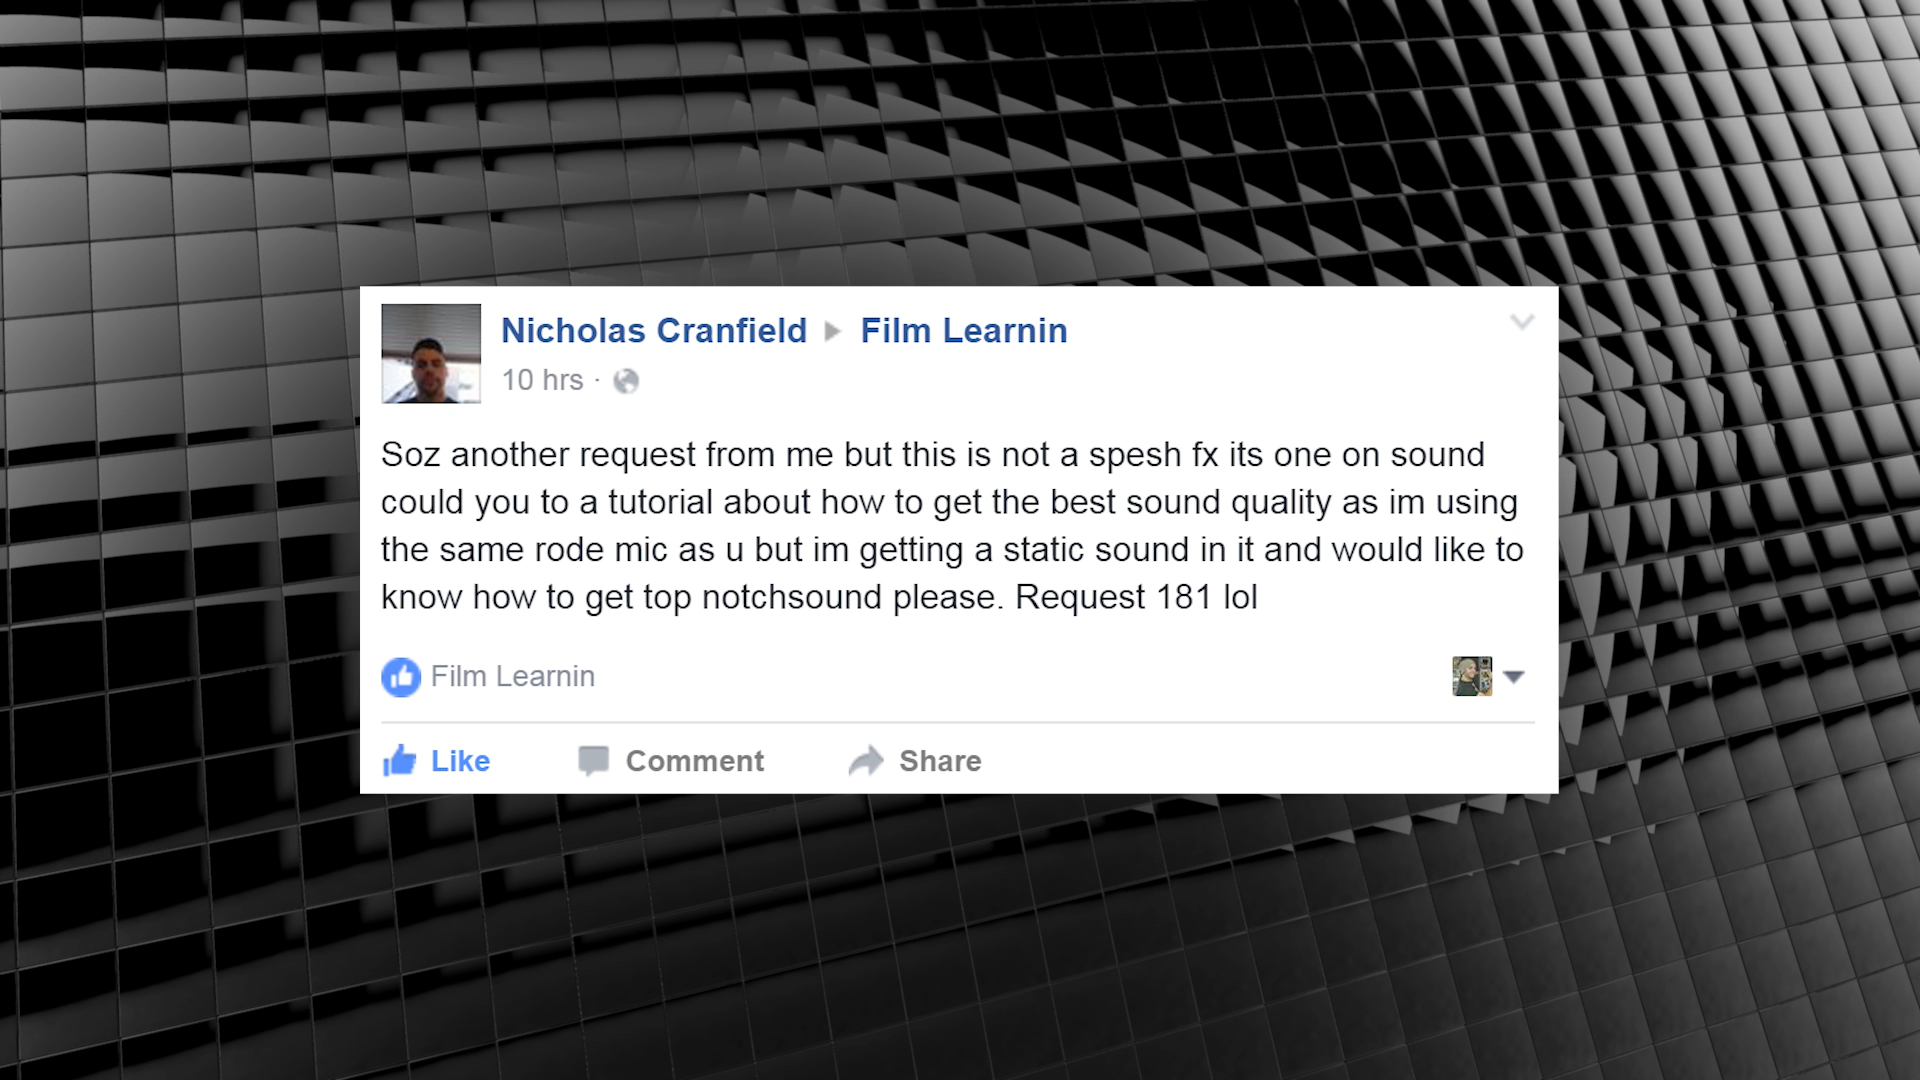 Nicholas Cranfield Film Learnin
10 hrs ·
Soz another request from me but this is not a spesh fx its one on sound
could you to a tutorial about how to get the best sound quality as im using
the same rode mic as u but im getting a static sound in it and would like to
know how to get top notchsound please. Request 181 lol
Film Learnin
Like Comment Share